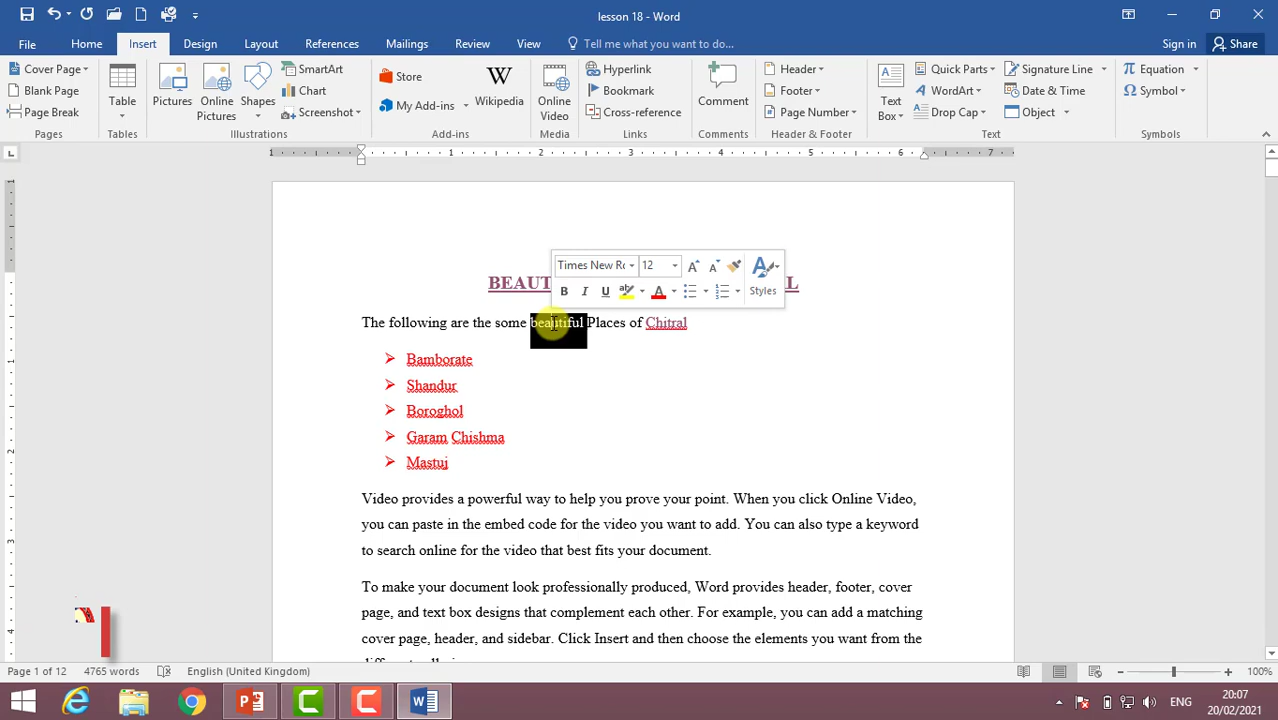 lesson 18 - Word
File Home Insert Design Layout References Mailings Review View Tell me what you want to do... Sign in Share
Cover Page
Blank Page
Page Break
Pages
Table
Tables
Pictures
Online Pictures
Shapes
SmartArt
Chart
Screenshot
Illustrations
Store
My Add-ins
Wikipedia
Add-ins
Online Video
Media
Hyperlink
Bookmark
Cross-reference
Links
Comment
Comments
Header
Footer
Page Number
Header & Footer
Text Box
Quick Parts
WordArt
Drop Cap
Signature Line
Date & Time
Object
Text
Equation
Symbol
Symbols
1 1 2 3 4 5 6 7
Times New Ro 12
B I U ab A Styles
The following are the some beautiful Places of Chitral
Bamborate
Shandur
Boroghol
Garam Chishma
Mastuj
Video provides a powerful way to help you prove your point. When you click Online Video,
you can paste in the embed code for the video you want to add. You can also type a keyword
to search online for the video that best fits your document.
To make your document look professionally produced, Word provides header, footer, cover
page, and text box designs that complement each other. For example, you can add a matching
cover page, header, and sidebar. Click Insert and then choose the elements you want from the
Page 1 of 12 4765 words English (United Kingdom) 100%
ENG
20:07
20/02/2021